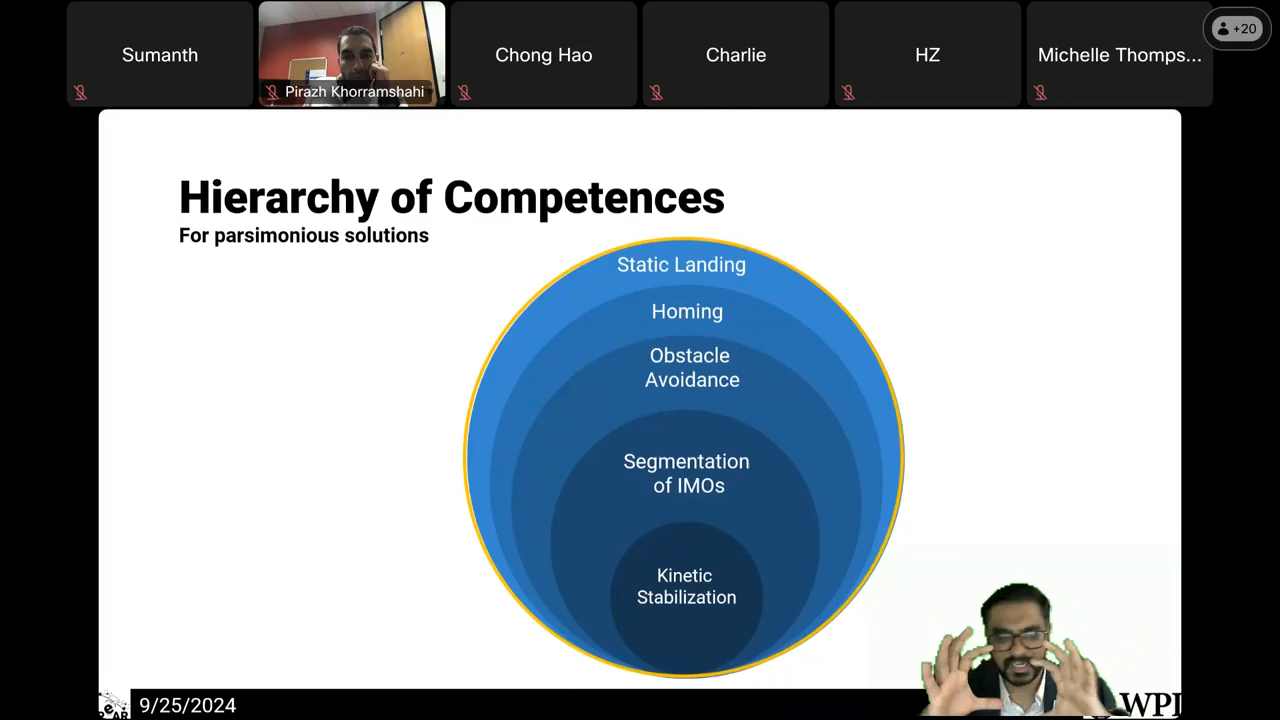 Sumanth
Pirazh Khorramshahi
Chong Hao
Charlie
HZ
Michelle Thomps...
+20
Hierarchy of Competences
For parsimonious solutions
Static Landing
Homing
Obstacle
Avoidance
Segmentation
of IMOs
Kinetic
Stabilization
9/25/2024
WPI